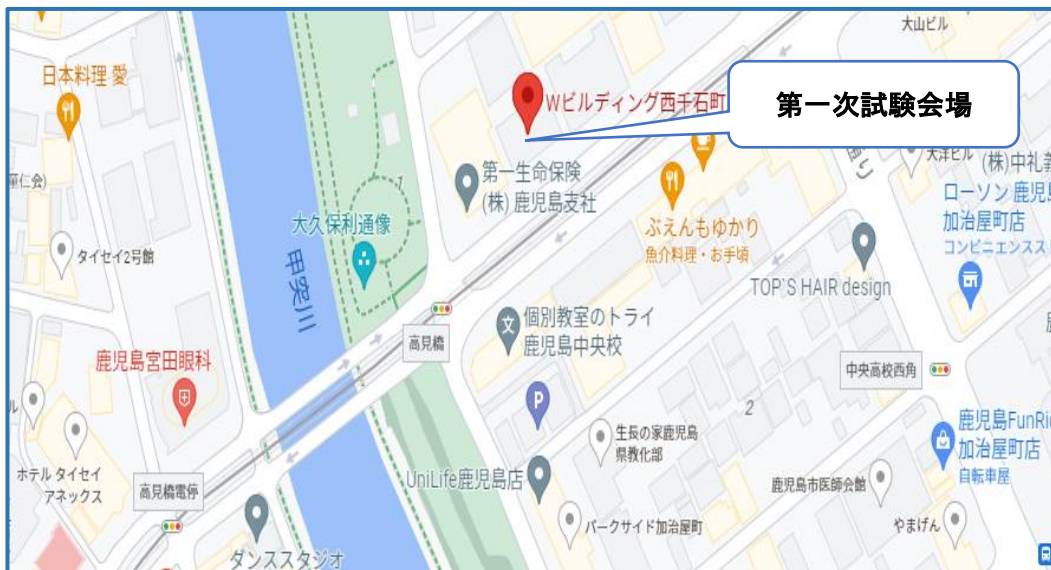 大山ビル
日本料理 愛
Wビルディング西千石町
第一次試験会場
大洋ビル
(株)中礼義
ローソン 鹿児島
加治屋町店
コンビニエンスス
第一生命保険
(株) 鹿児島支社
ぶえんもゆかり
魚介料理・お手頃
タイセイ2号館
大久保利通像
甲突川
1
TOP'S HAIR design
個別教室のトライ
鹿児島中央校
高見橋
鹿児島宮田眼科
中央高校西角
P
2
生長の家鹿児島
県教化部
鹿児島FunRid
加治屋町店
自転車屋
ホテル タイセイ
アネックス
高見橋電停
UniLife鹿児島店
鹿児島市医師会館
パークサイド加治屋町
やまげん
ダンススタジオ